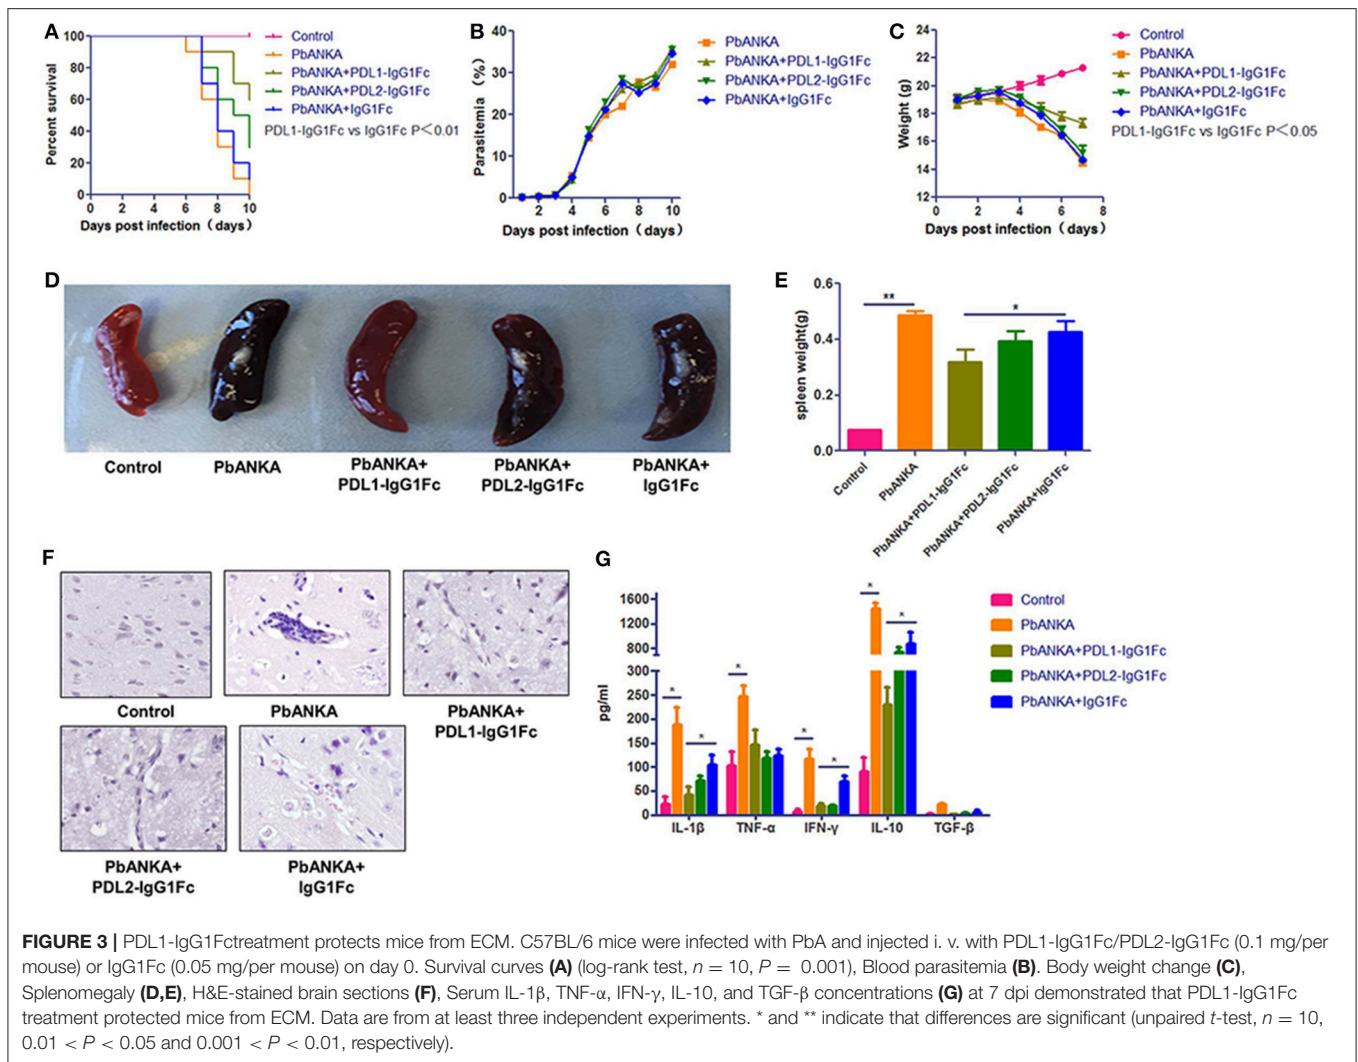 A
100
80
60
40
20
0
Percent survival
0 2 4 6 8 10
Days post infection（days）
Control
PbANKA
PbANKA+PDL1-IgG1Fc
PbANKA+PDL2-IgG1Fc
PbANKA+IgG1Fc
PDL1-IgG1Fc vs IgG1Fc P＜0.01
B
40
30
20
10
0
Parasitemia（%）
2 4 6 8 10
Days post infection（days）
PbANKA
PbANKA+PDL1-IgG1Fc
PbANKA+PDL2-IgG1Fc
PbANKA+IgG1Fc
C
24
22
20
18
16
14
12
Weight (g)
0 2 4 6 8
Days post infection（days）
Control
PbANKA
PbANKA+PDL1-IgG1Fc
PbANKA+PDL2-IgG1Fc
PbANKA+IgG1Fc
PDL1-IgG1Fc vs IgG1Fc P＜0.05
D
Control
PbANKA
PbANKA+
PDL1-IgG1Fc
PbANKA+
PDL2-IgG1Fc
PbANKA+
IgG1Fc
E
0.6
0.4
0.2
0.0
spleen weight(g)
**
*
Control
PbANKA
PbANKA+PDL1-IgG1Fc
PbANKA+PDL2-IgG1Fc
PbANKA+IgG1Fc
F
Control
PbANKA
PbANKA+
PDL1-IgG1Fc
PbANKA+
PDL2-IgG1Fc
PbANKA+
IgG1Fc
G
1600
1200
800
300
250
200
150
100
50
0
pg/ml
* * * * * * *
IL-1β TNF-α IFN-γ IL-10 TGF-β
Control
PbANKA
PbANKA+PDL1-IgG1Fc
PbANKA+PDL2-IgG1Fc
PbANKA+IgG1Fc
FIGURE 3 | PDL1-IgG1Fctreatment protects mice from ECM. C57BL/6 mice were infected with PbA and injected i. v. with PDL1-IgG1Fc/PDL2-IgG1Fc (0.1 mg/per
mouse) or IgG1Fc (0.05 mg/per mouse) on day 0. Survival curves (A) (log-rank test, n = 10, P = 0.001), Blood parasitemia (B). Body weight change (C),
Splenomegaly (D,E), H&E-stained brain sections (F), Serum IL-1β, TNF-α, IFN-γ, IL-10, and TGF-β concentrations (G) at 7 dpi demonstrated that PDL1-IgG1Fc
treatment protected mice from ECM. Data are from at least three independent experiments. * and ** indicate that differences are significant (unpaired t-test, n = 10,
0.01 < P < 0.05 and 0.001 < P < 0.01, respectively).